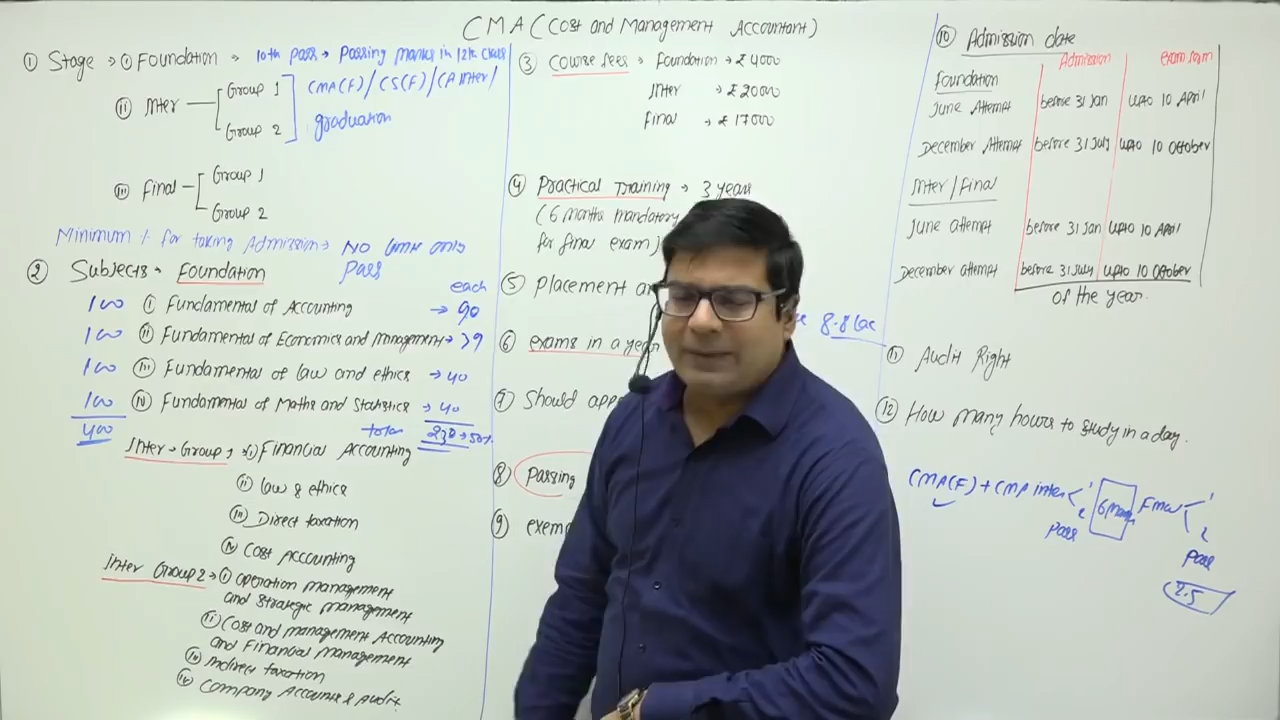 CMA (Cost and Management Accountant)
① Stage → ① Foundation → 10th pass → Passing marks in 12th class
ⅱ Inter
Group 1
Group 2
CMA(F)/CS(F)/CA Inter/
graduation
ⅲ Final
Group 1
Group 2
Minimum % for taking Admission → NO limit only
Pass
② Subjects → Foundation
each
100 ① Fundamental of Accounting → 90
100 ⅱ Fundamental of Economics and Management →
100 ⅲ Fundamental of law and ethics → 40
100 ⅳ Fundamental of Maths and Statistics → 40
400 total 230 → 50%
Inter → Group 1 → ① Financial Accounting
ⅱ law & ethics
ⅲ Direct taxation
ⅳ Cost Accounting
Inter Group 2 → ① Operation management
and strategic management
ⅱ Cost and management Accounting
and Financial Management
Indirect taxation
ⅳ Company Accounts & Audit
③ Course fees → Foundation → ₹ 4000
Inter → ₹ 20000
Final → ₹ 17000
④ Practical Training → 3 years
(6 months mandatory
for final exam)
⑤ Placement
8.8 lac
⑥ exams in a year
⑦ Should
⑧ Passing
⑨
⑩ Admission date
Admission Exam form
Foundation
June Attempt before 31 Jan upto 10 April
December Attempt before 31 July upto 10 October
Inter/Final
June attempt before 31 Jan upto 10 April
December attempt before 31 July upto 10 October
of the year.
⑪ Audit Right
⑫ How many hours to study in a day.
CMA(F) + CMA inter < 1 2 Final < 1 2
pass
pass
2.5